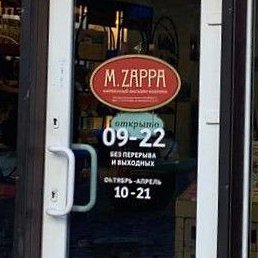 M. ZAPPA
открыто
09-22
БЕЗ ПЕРЕРЫВА
И ВЫХОДНЫХ
ОКТЯБРЬ-АПРЕЛЬ
10-21